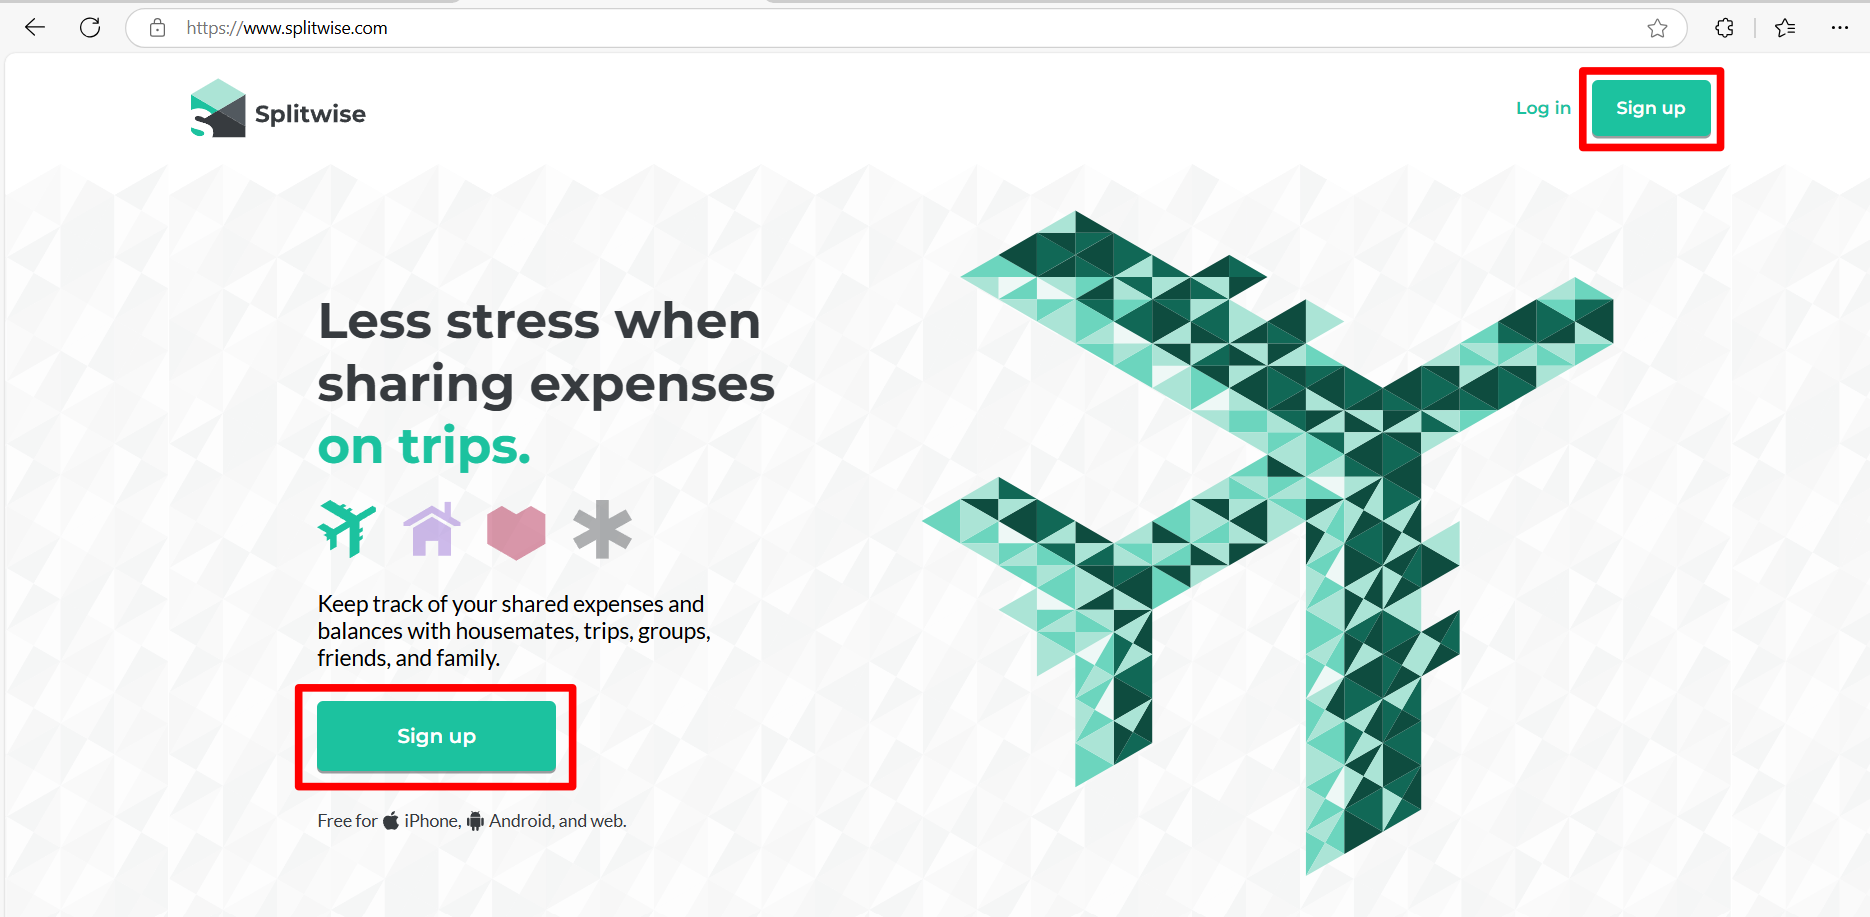 https://www.splitwise.com
Splitwise
Log in
Sign up
Less stress when
sharing expenses
on trips.
Keep track of your shared expenses and
balances with housemates, trips, groups,
friends, and family.
Sign up
Free for iPhone, Android, and web.